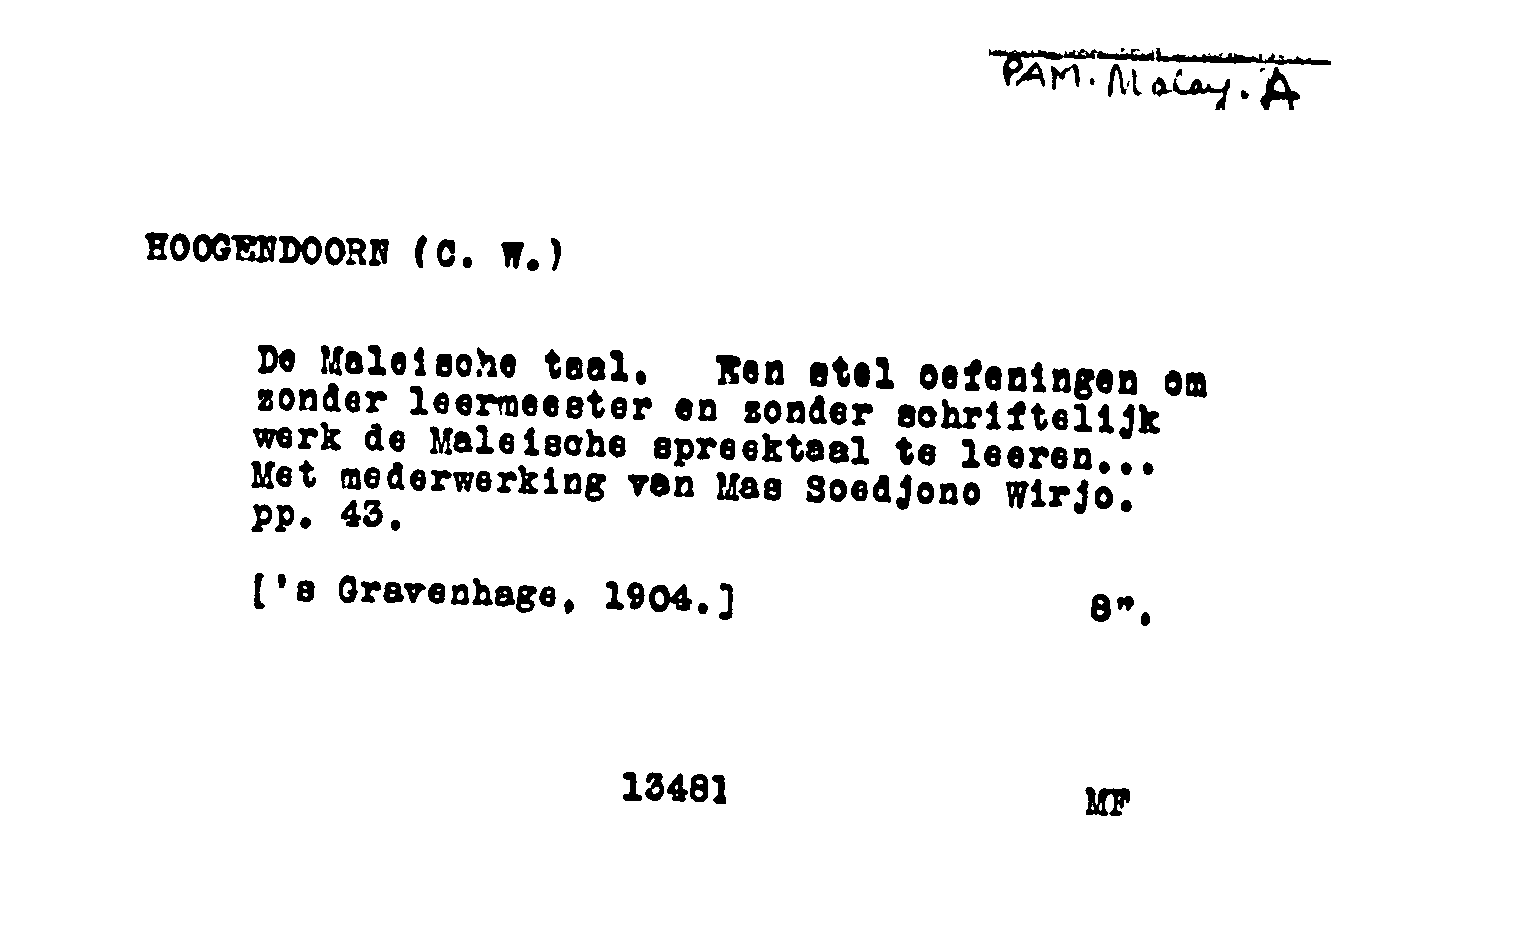 PAM. Malay. A
HOOGENDOORN (C. W.)
De Maleische taal. Een stel oefeningen om
zonder leermeester en zonder schriftelijk
werk de Maleische spreektaal te leeren...
Met mederwerking van Mas Soedjono Wirjo.
pp. 43.
['s Gravenhage, 1904.] 8".
13481 MF